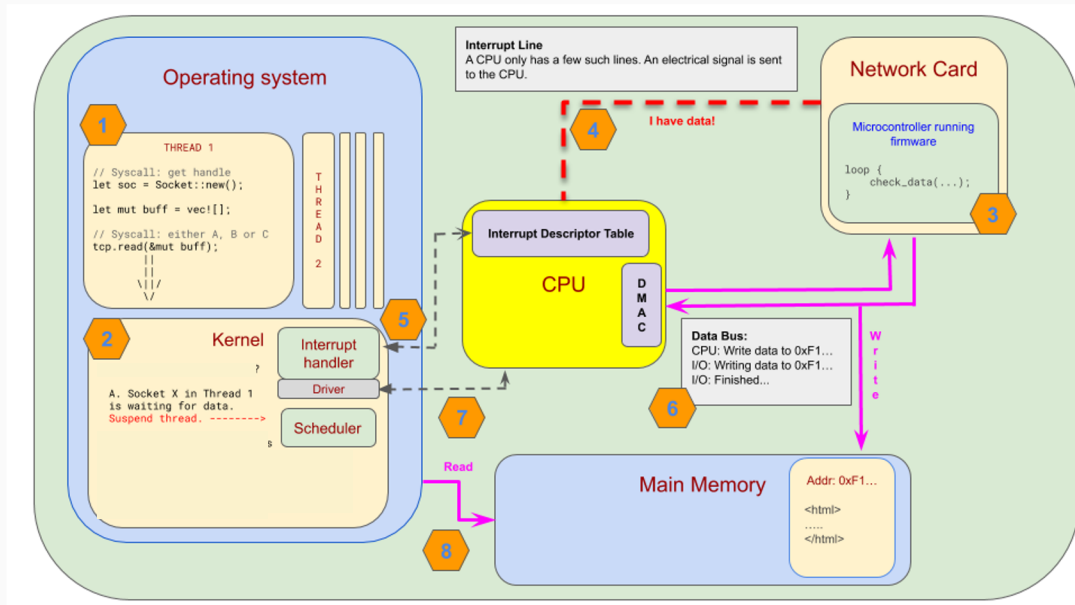 Operating system
1
THREAD 1
// Syscall: get handle
let soc = Socket::new();
let mut buff = vec![];
// Syscall: either A, B or C
tcp.read(&mut buff);
||
||
\||/
\/
THREAD 2
2
Kernel
?
A. Socket X in Thread 1
is waiting for data.
Suspend thread. -------->
s
Interrupt
handler
Driver
Scheduler
5
7
Read
8
Interrupt Line
A CPU only has a few such lines. An electrical signal is sent
to the CPU.
4
I have data!
Interrupt Descriptor Table
CPU
DMAC
Network Card
Microcontroller running
firmware
loop {
check_data(...);
}
3
Data Bus:
CPU: Write data to 0xF1...
I/O: Writing data to 0xF1...
I/O: Finished...
6
Write
Main Memory
Addr: 0xF1...
<html>
.....
</html>